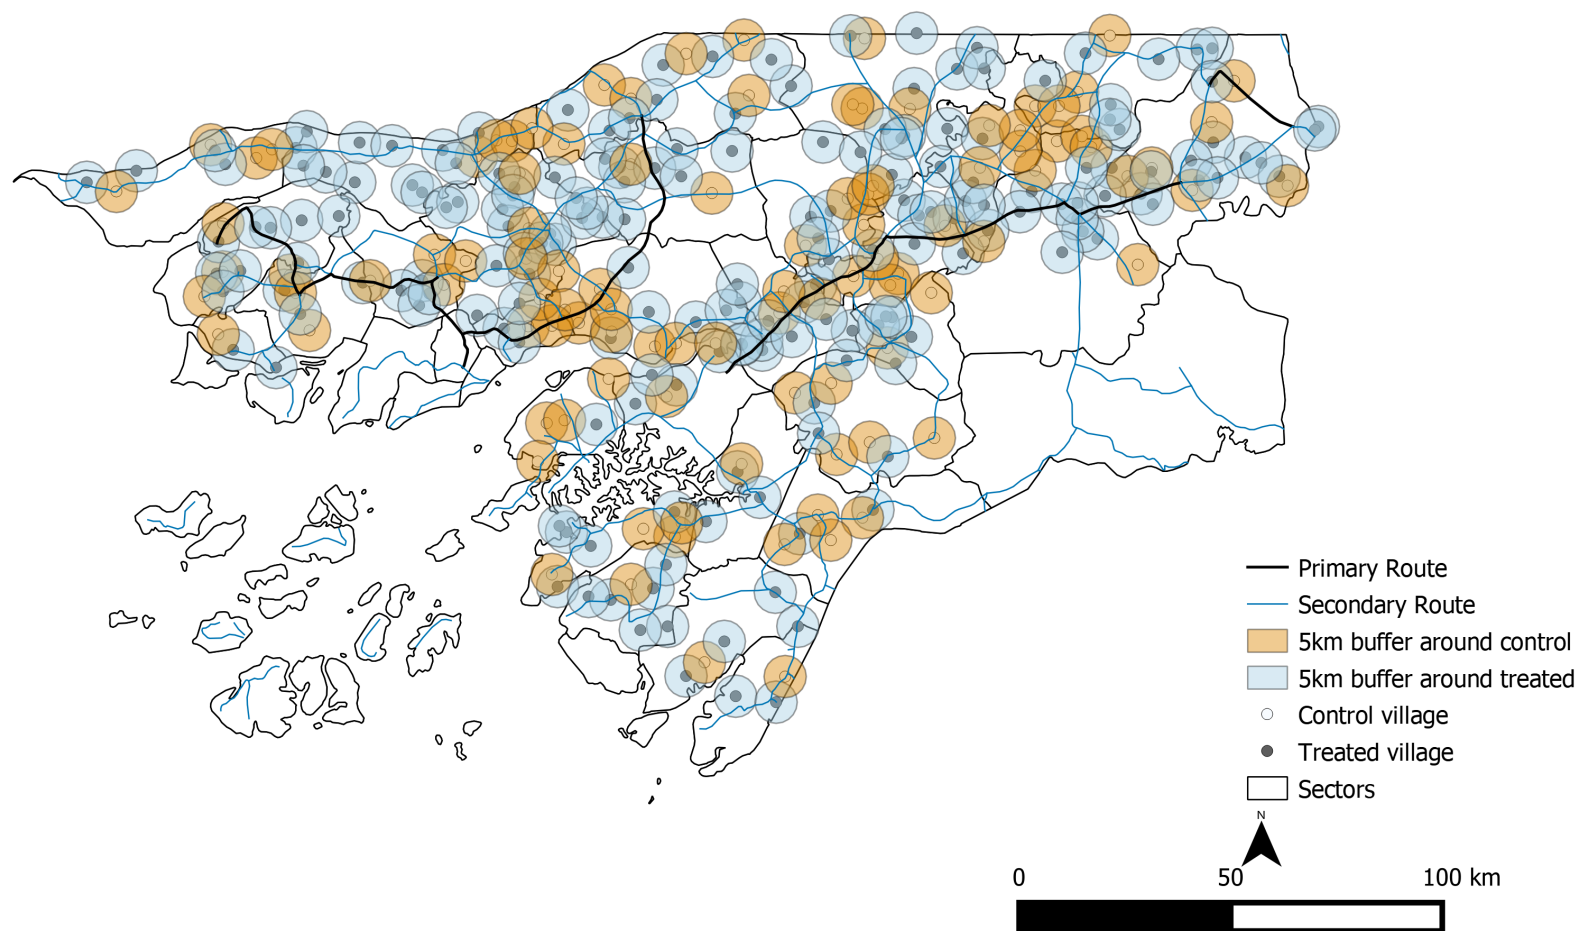 Primary Route
Secondary Route
5km buffer around control
5km buffer around treated
Control village
Treated village
Sectors
N
0 50 100 km